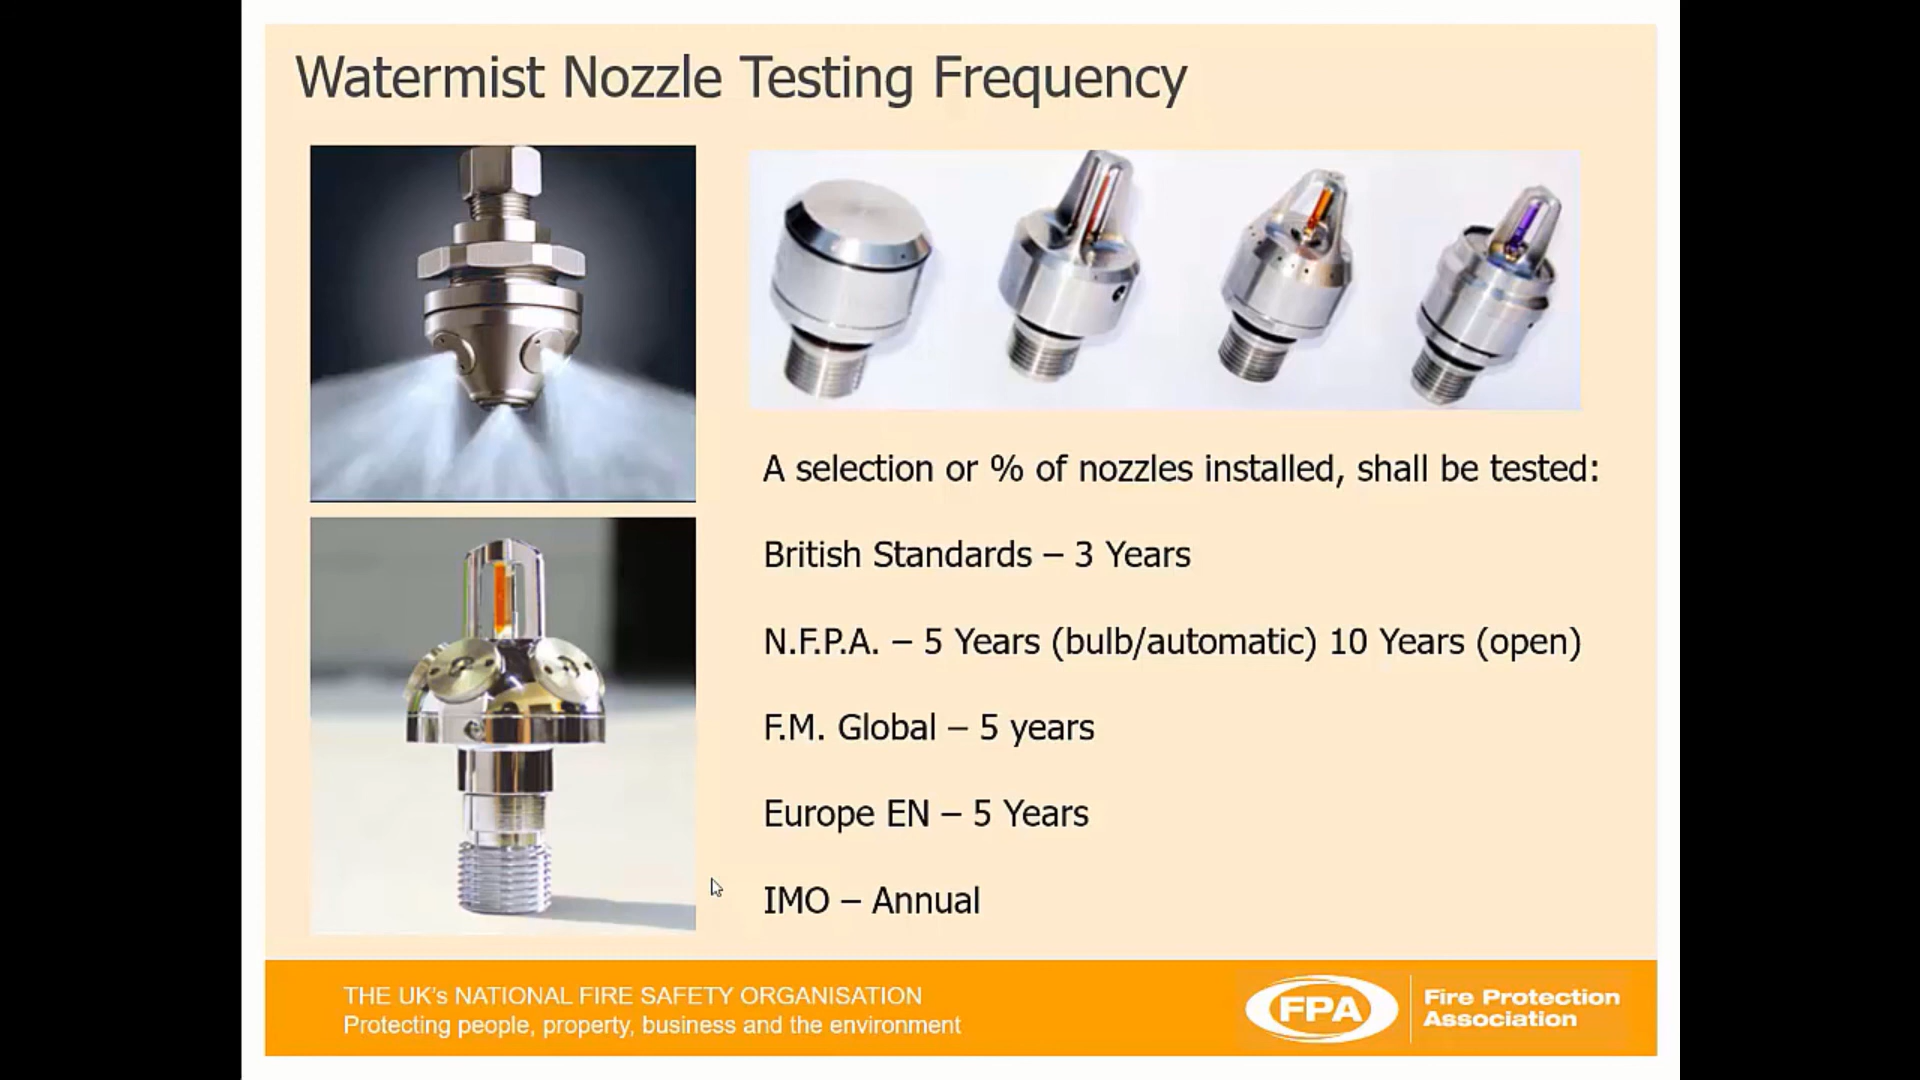 Watermist Nozzle Testing Frequency
A selection or % of nozzles installed, shall be tested:
British Standards – 3 Years
N.F.P.A. – 5 Years (bulb/automatic) 10 Years (open)
F.M. Global – 5 years
Europe EN – 5 Years
IMO – Annual
THE UK's NATIONAL FIRE SAFETY ORGANISATION
Protecting people, property, business and the environment
FPA
Fire Protection
Association